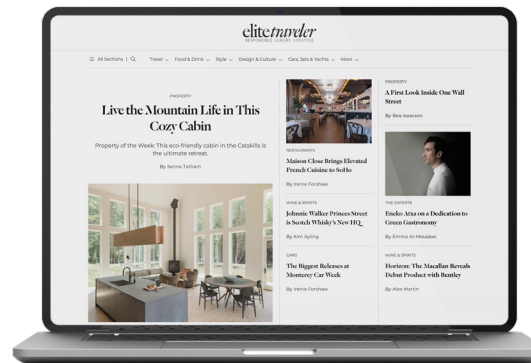 elitetraveler
RESPONSIBLE LUXURY LIFESTYLE
All Sections
Travel
Food & Drink
Style
Design & Culture
Cars, Jets & Yachts
More
PROPERTY
Live the Mountain Life in This
Cozy Cabin
Property of the Week: This eco-friendly cabin in the Catskills is
the ultimate retreat.
By Serina Tatham
RESTAURANTS
Maison Close Brings Elevated
French Cuisine to SoHo
By Irenie Forshaw
WINE & SPIRITS
Johnnie Walker Princes Street
is Scotch Whisky's New HQ
By Kim Ayling
CARS
The Biggest Releases at
Monterey Car Week
By Irenie Forshaw
PROPERTY
A First Look Inside One Wall
Street
By Bea Isaacson
THE EXPERTS
Eneko Atxa on a Dedication to
Green Gastronomy
By Emma Al-Mousawi
WINE & SPIRITS
Horizon: The Macallan Reveals
Debut Product with Bentley
By Alex Martin